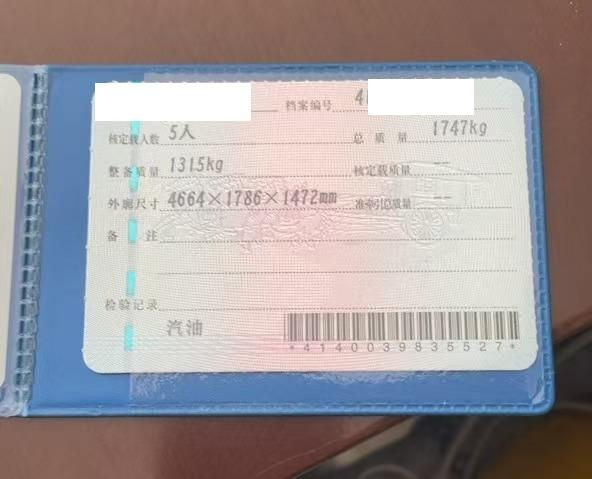 档案编号 4
核定载人数 5人 总质量 1747kg
整备质量 1315kg 核定载质量 --
外廓尺寸 4664×1786×1472mm 准牵引总质量 --
备注
检验记录
汽油
*4140039835527*